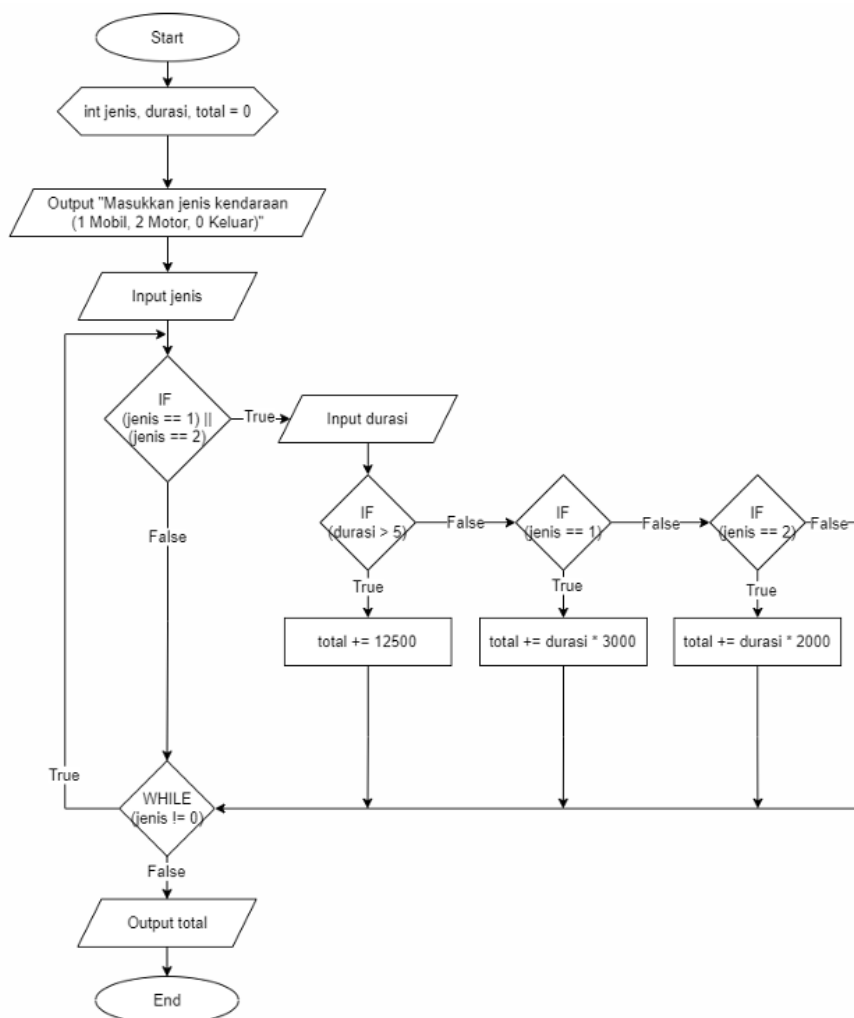 Start
int jenis, durasi, total = 0
Output "Masukkan jenis kendaraan
(1 Mobil, 2 Motor, 0 Keluar)"
Input jenis
IF
(jenis == 1) ||
(jenis == 2)
True
Input durasi
False
IF
(durasi > 5)
False
IF
(jenis == 1)
False
IF
(jenis == 2)
False
True
True
True
total += 12500
total += durasi * 3000
total += durasi * 2000
True
WHILE
(jenis != 0)
False
Output total
End